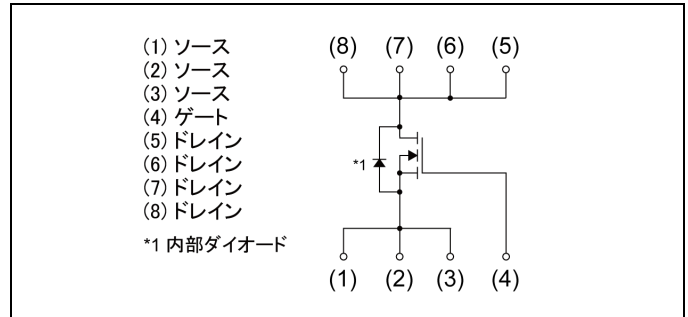 (1) ソース
(2) ソース
(3) ソース
(4) ゲート
(5) ドレイン
(6) ドレイン
(7) ドレイン
(8) ドレイン
*1 内部ダイオード
(8) (7) (6) (5)
*1
(1) (2) (3) (4)